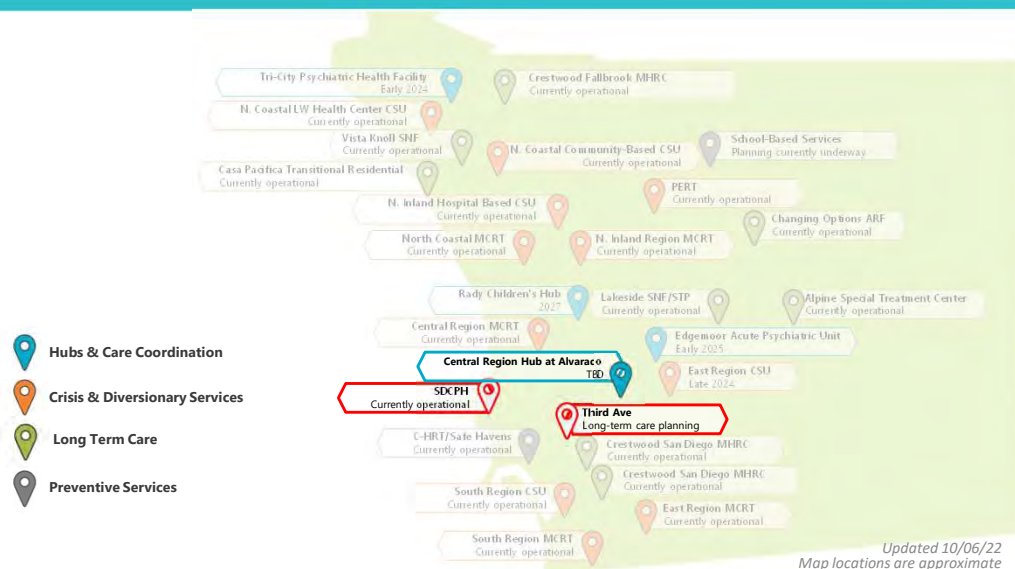 Tri-City Psychiatric Health Facility
Early 2024
Crestwood Fallbrook MHRC
Currently operational
N. Coastal LW Health Center CSU
Currently operational
Vista Knoll SNF
Currently operational
N. Coastal Community-Based CSU
Currently operational
School-Based Services
Planning currently underway
Casa Pacifica Transitional Residential
Currently operational
PERT
Currently operational
N. Inland Hospital Based CSU
Currently operational
Changing Options ARF
Currently operational
North Coastal MCRT
Currently operational
N. Inland Region MCRT
Currently operational
Rady Children's Hub
2027
Lakeside SNF/STP
Currently operational
Alpine Special Treatment Center
Currently operational
Central Region MCRT
Currently operational
Edgemoor Acute Psychiatric Unit
Early 2025
Central Region Hub at Alvaraco
TBD
East Region CSU
Late 2024
SDCPH
Currently operational
Third Ave
Long-term care planning
C-HRT/Safe Havens
Currently operational
Crestwood San Diego MHRC
Currently operational
Crestwood San Diego MHRC
Currently operational
South Region CSU
Currently operational
East Region MCRT
Currently operational
South Region MCRT
Currently operational
Hubs & Care Coordination
Crisis & Diversionary Services
Long Term Care
Preventive Services
Updated 10/06/22
Map locations are approximate